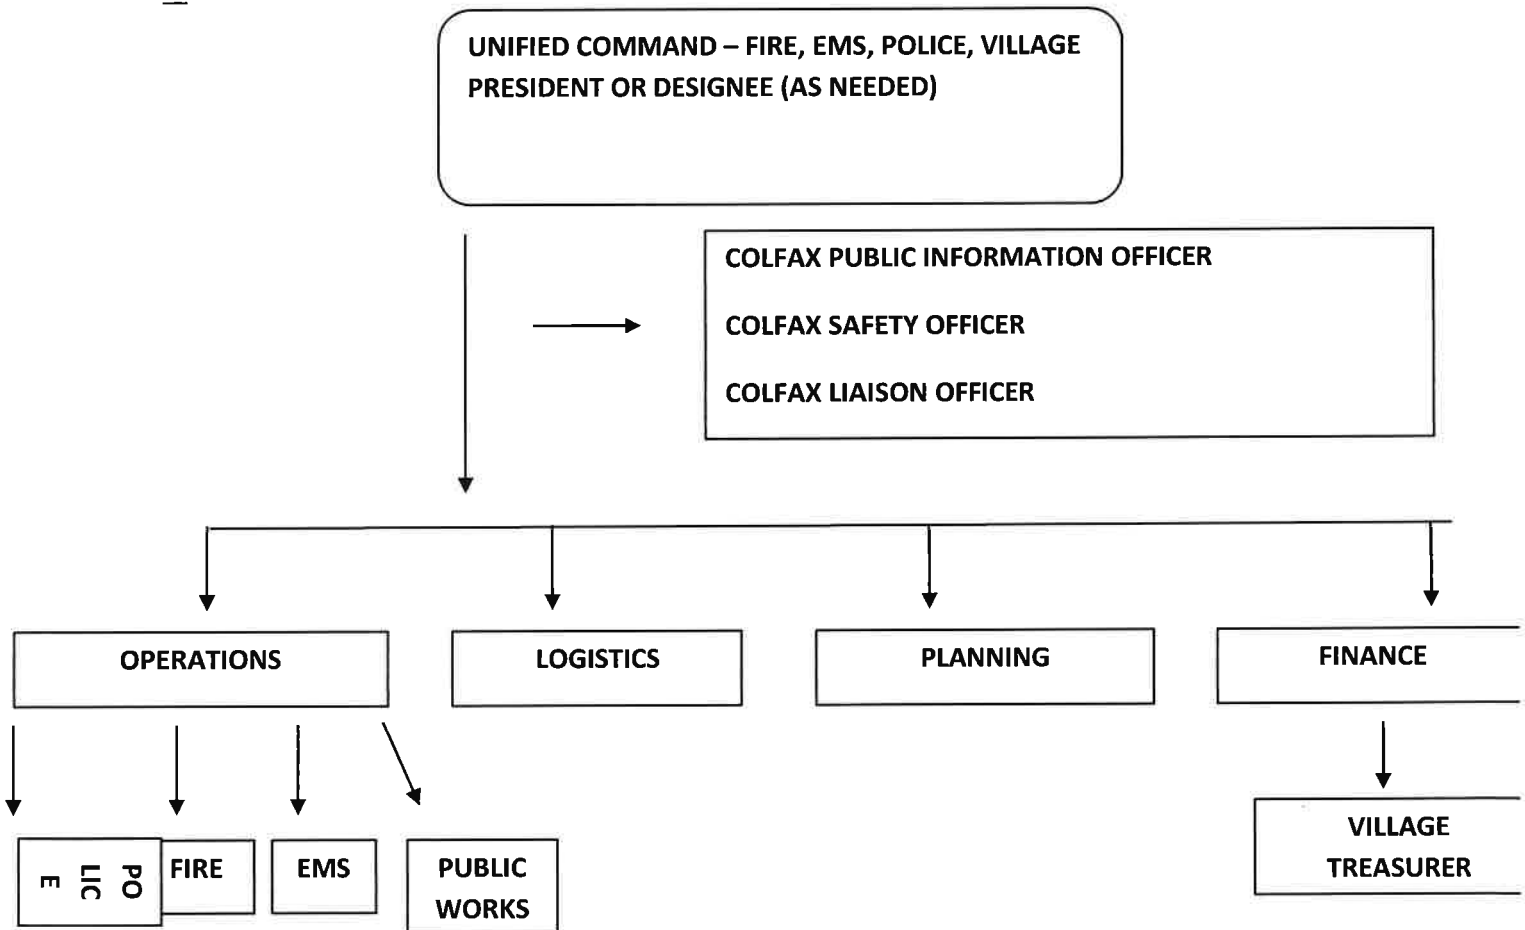 UNIFIED COMMAND – FIRE, EMS, POLICE, VILLAGE
PRESIDENT OR DESIGNEE (AS NEEDED)
COLFAX PUBLIC INFORMATION OFFICER
COLFAX SAFETY OFFICER
COLFAX LIAISON OFFICER
OPERATIONS
LOGISTICS
PLANNING
FINANCE
PO
LIC
E
FIRE
EMS
PUBLIC
WORKS
VILLAGE
TREASURER